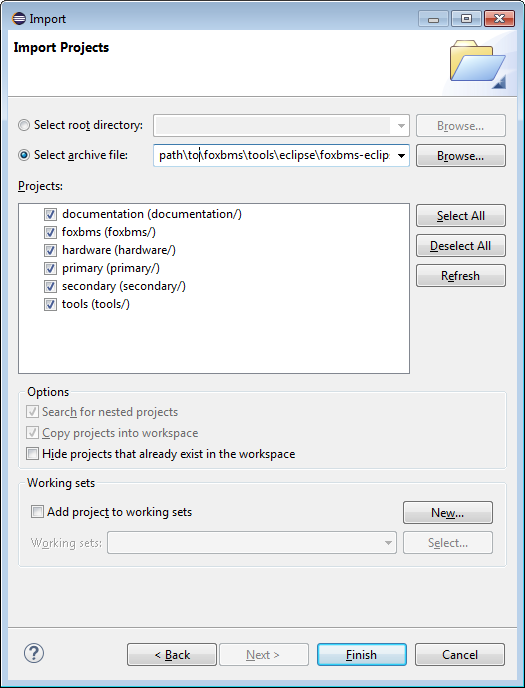 Import
Import Projects
Select root directory:
Browse...
Select archive file:
path\to\foxbms\tools\eclipse\foxbms-eclip
Browse...
Projects:
documentation (documentation/)
foxbms (foxbms/)
hardware (hardware/)
primary (primary/)
secondary (secondary/)
tools (tools/)
Select All
Deselect All
Refresh
Options
Search for nested projects
Copy projects into workspace
Hide projects that already exist in the workspace
Working sets
Add project to working sets
New...
Working sets:
Select...
?
< Back
Next >
Finish
Cancel